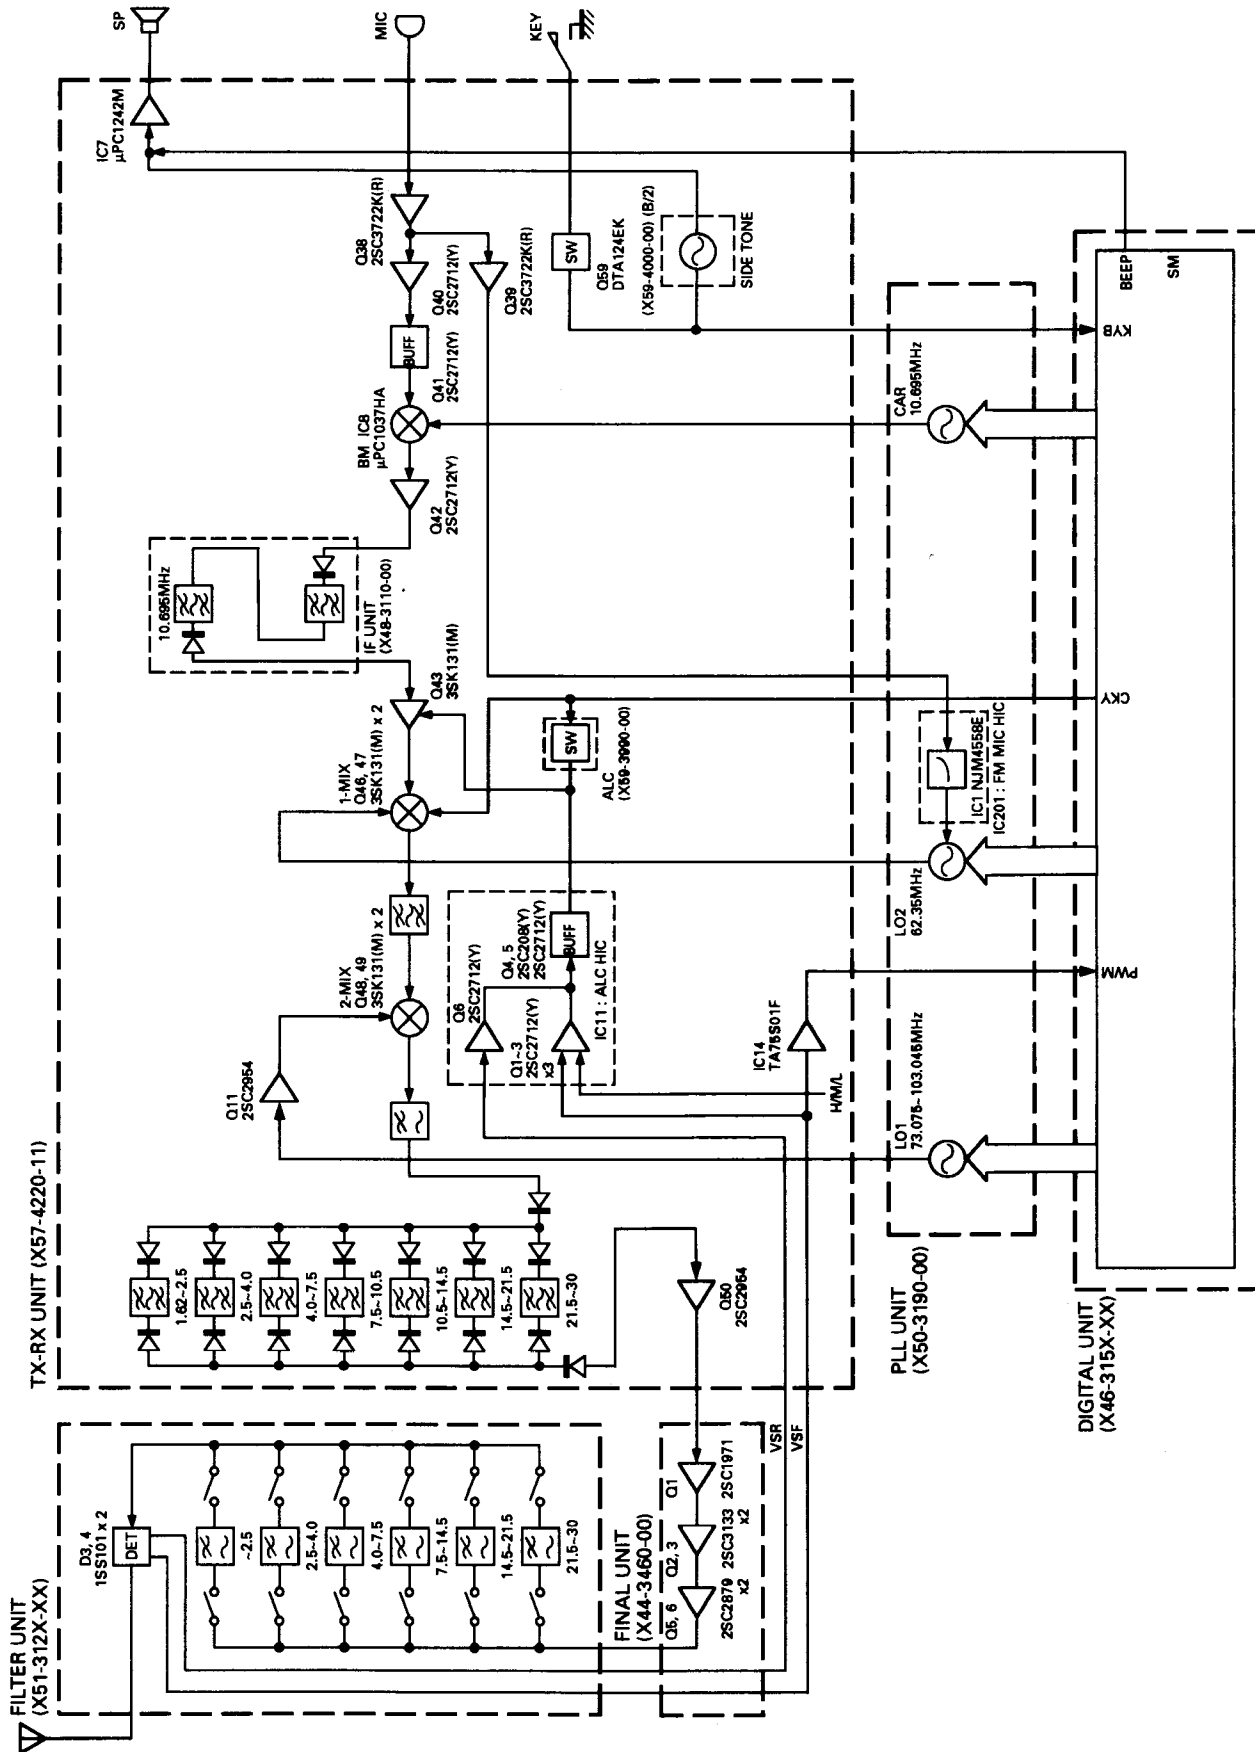 FILTER UNIT
(X51-312X-XX)
D3, 4
1SS101 x 2
DET
~2.5
2.5~4.0
4.0~7.5
7.5~14.5
14.5~21.5
21.5~30
FINAL UNIT
(X44-3460-00)
Q5, 6
2SC2879
x2
Q2, 3
2SC3133
x2
Q1
2SC1971
VSR
VSF
TX-RX UNIT (X57-4220-11)
1.62~2.5
2.5~4.0
4.0~7.5
7.5~10.5
10.5~14.5
14.5~21.5
21.5~30
Q50
2SC2954
Q11
2SC2954
2-MIX
Q48, 49
3SK131(M) x 2
1-MIX
Q46, 47
3SK131(M) x 2
Q43
3SK131(M)
10.695MHz
IF UNIT
(X48-3110-00)
Q42
2SC2712(Y)
BM IC8
μPC1037HA
BUFF
Q41
2SC2712(Y)
Q40
2SC2712(Y)
Q38
2SC3722K(R)
Q39
2SC3722K(R)
IC7
μPC1242M
SP
MIC
KEY
SW
Q59
DTA124EK
(X59-4000-00) (B/2)
SIDE TONE
Q6
2SC2712(Y)
Q1~3
2SC2712(Y)
x3
Q4, 5
2SC208(Y)
2SC2712(Y)
BUFF
IC11 : ALC HIC
SW
ALC
(X59-3990-00)
IC14
TA75S01F
H/M/L
PLL UNIT
(X50-3190-00)
LO1
73.075~103.045MHz
LO2
62.35MHz
IC1 NJM4558E
IC201 : FM MIC HIC
CAR
10.695MHz
DIGITAL UNIT
(X46-315X-XX)
PWM
CKY
KYB
BEEP
SM